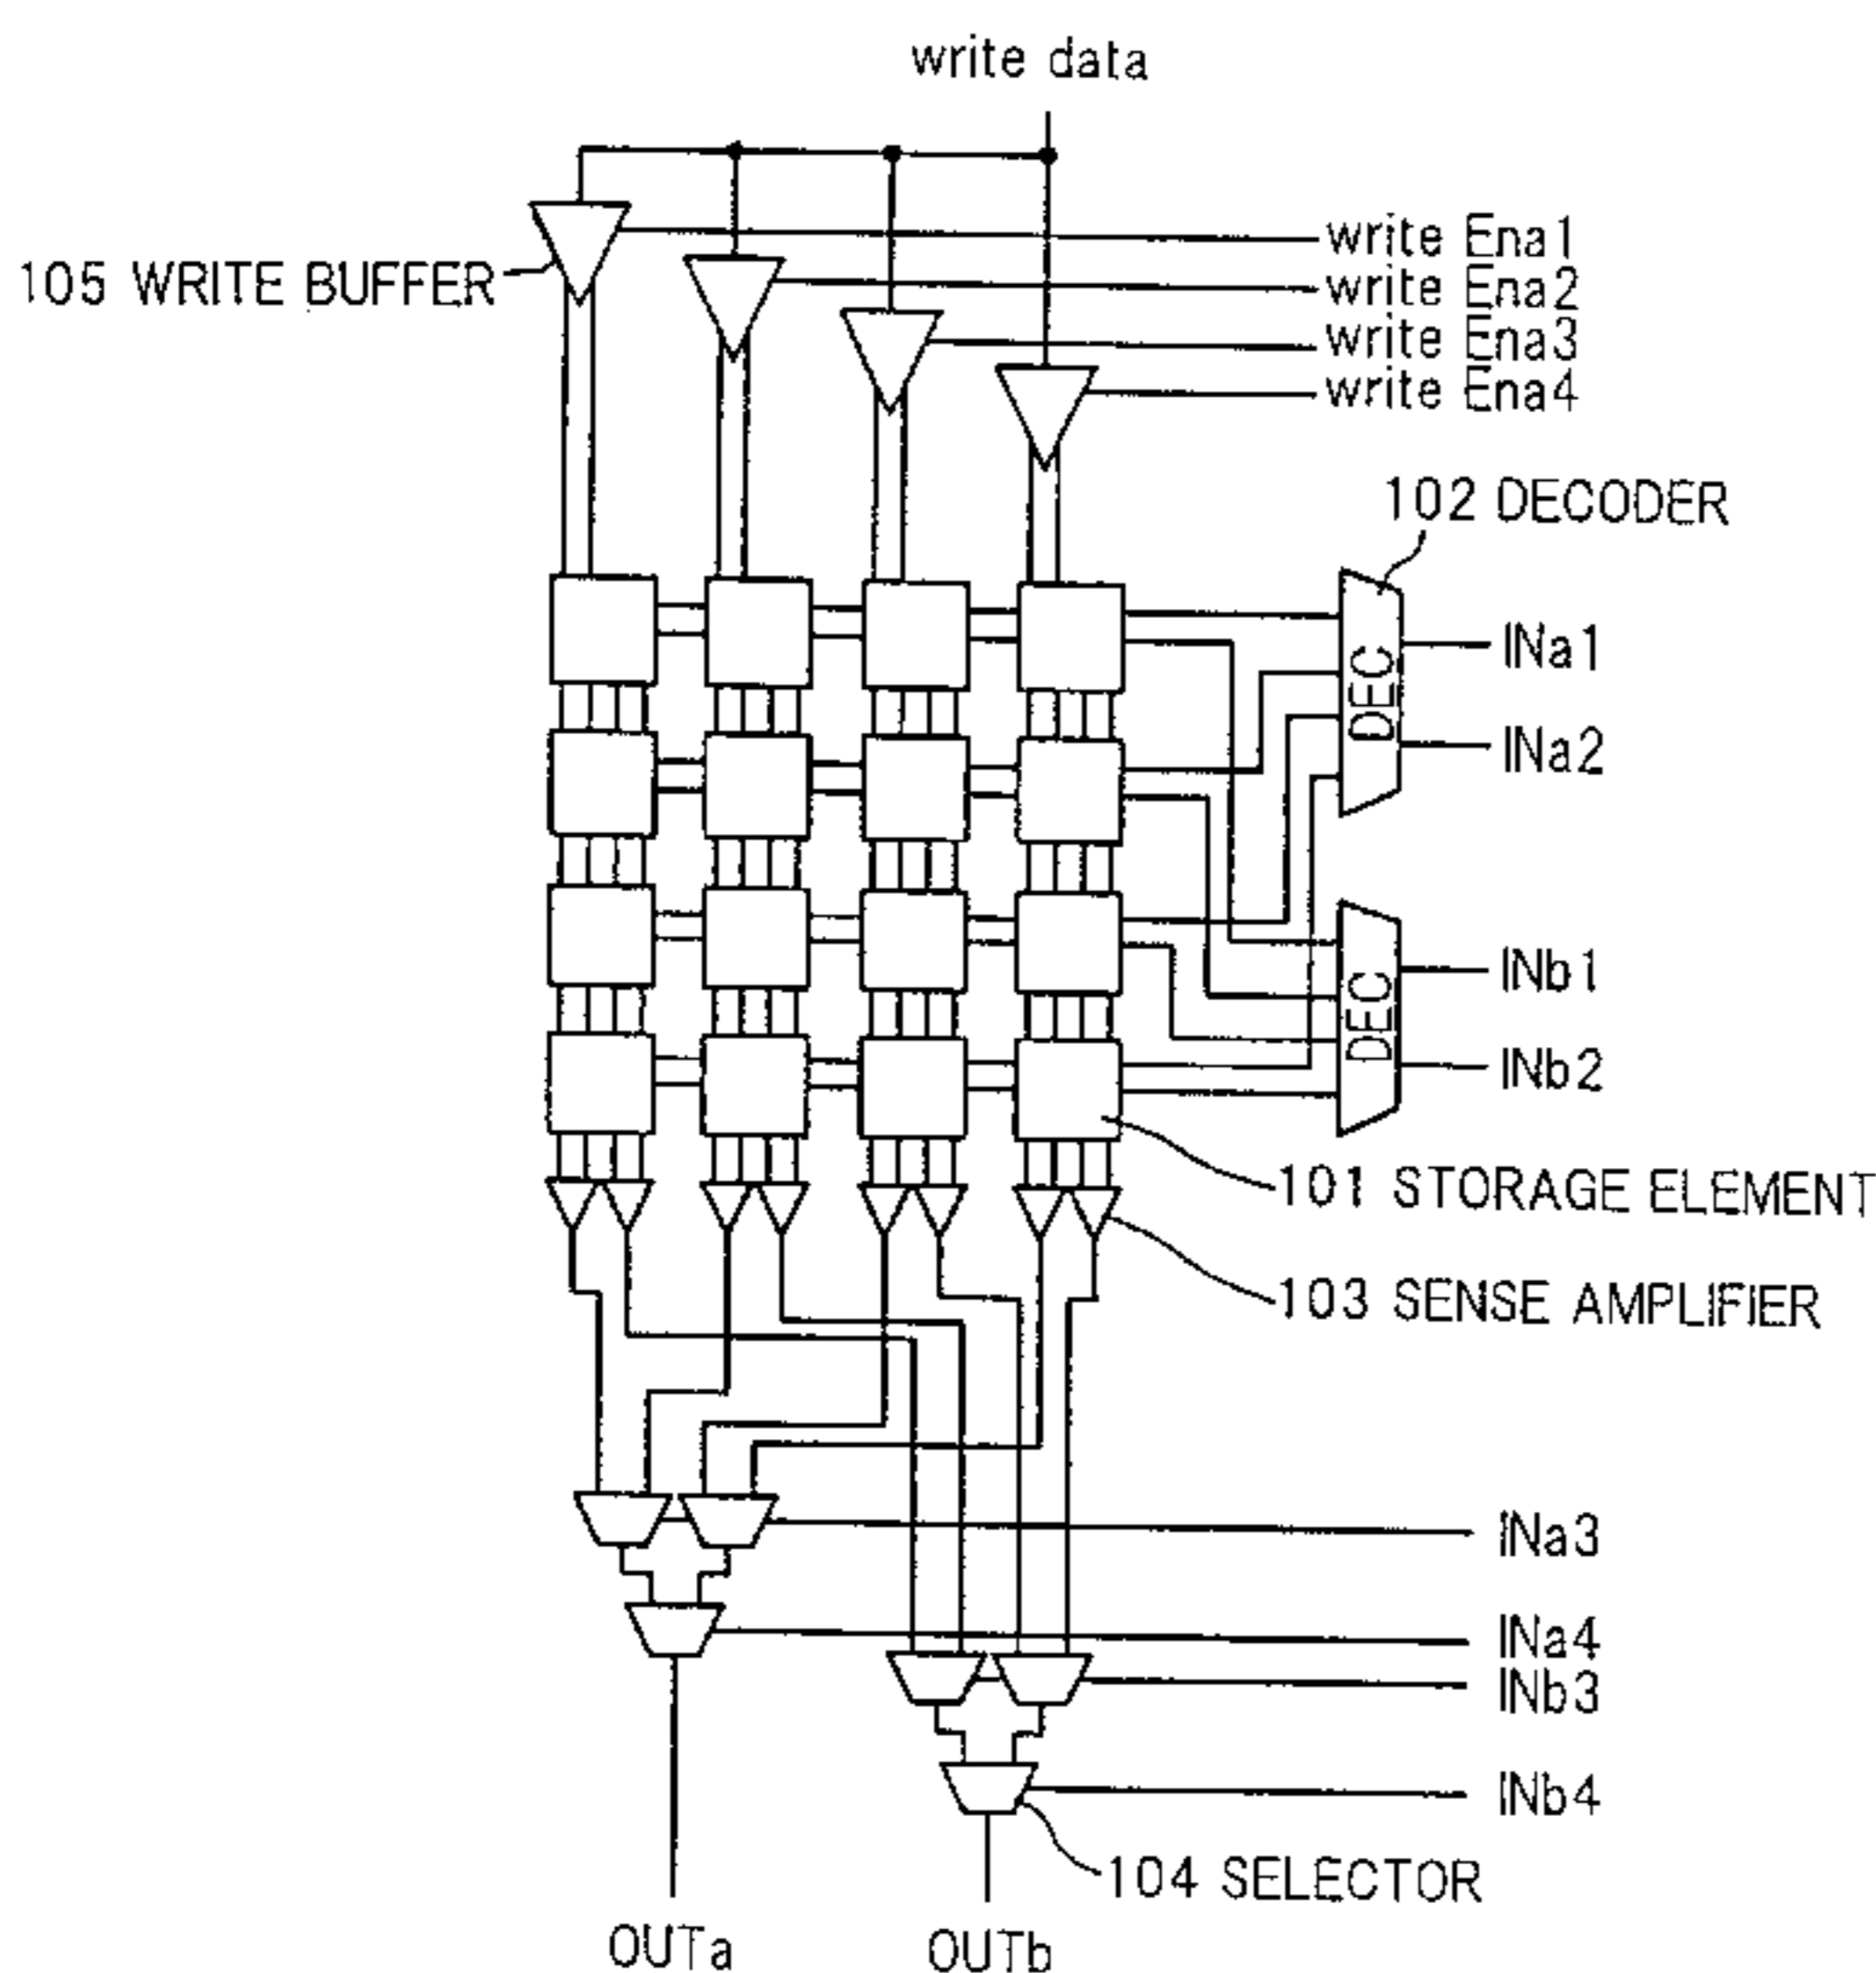 write data
write Ena1
105 WRITE BUFFER
write Ena2
write Ena3
write Ena4
102 DECODER
DEC
INa1
INa2
DEC
INb1
INb2
101 STORAGE ELEMENT
103 SENSE AMPLIFIER
INa3
INa4
INb3
INb4
104 SELECTOR
OUTa
OUTb